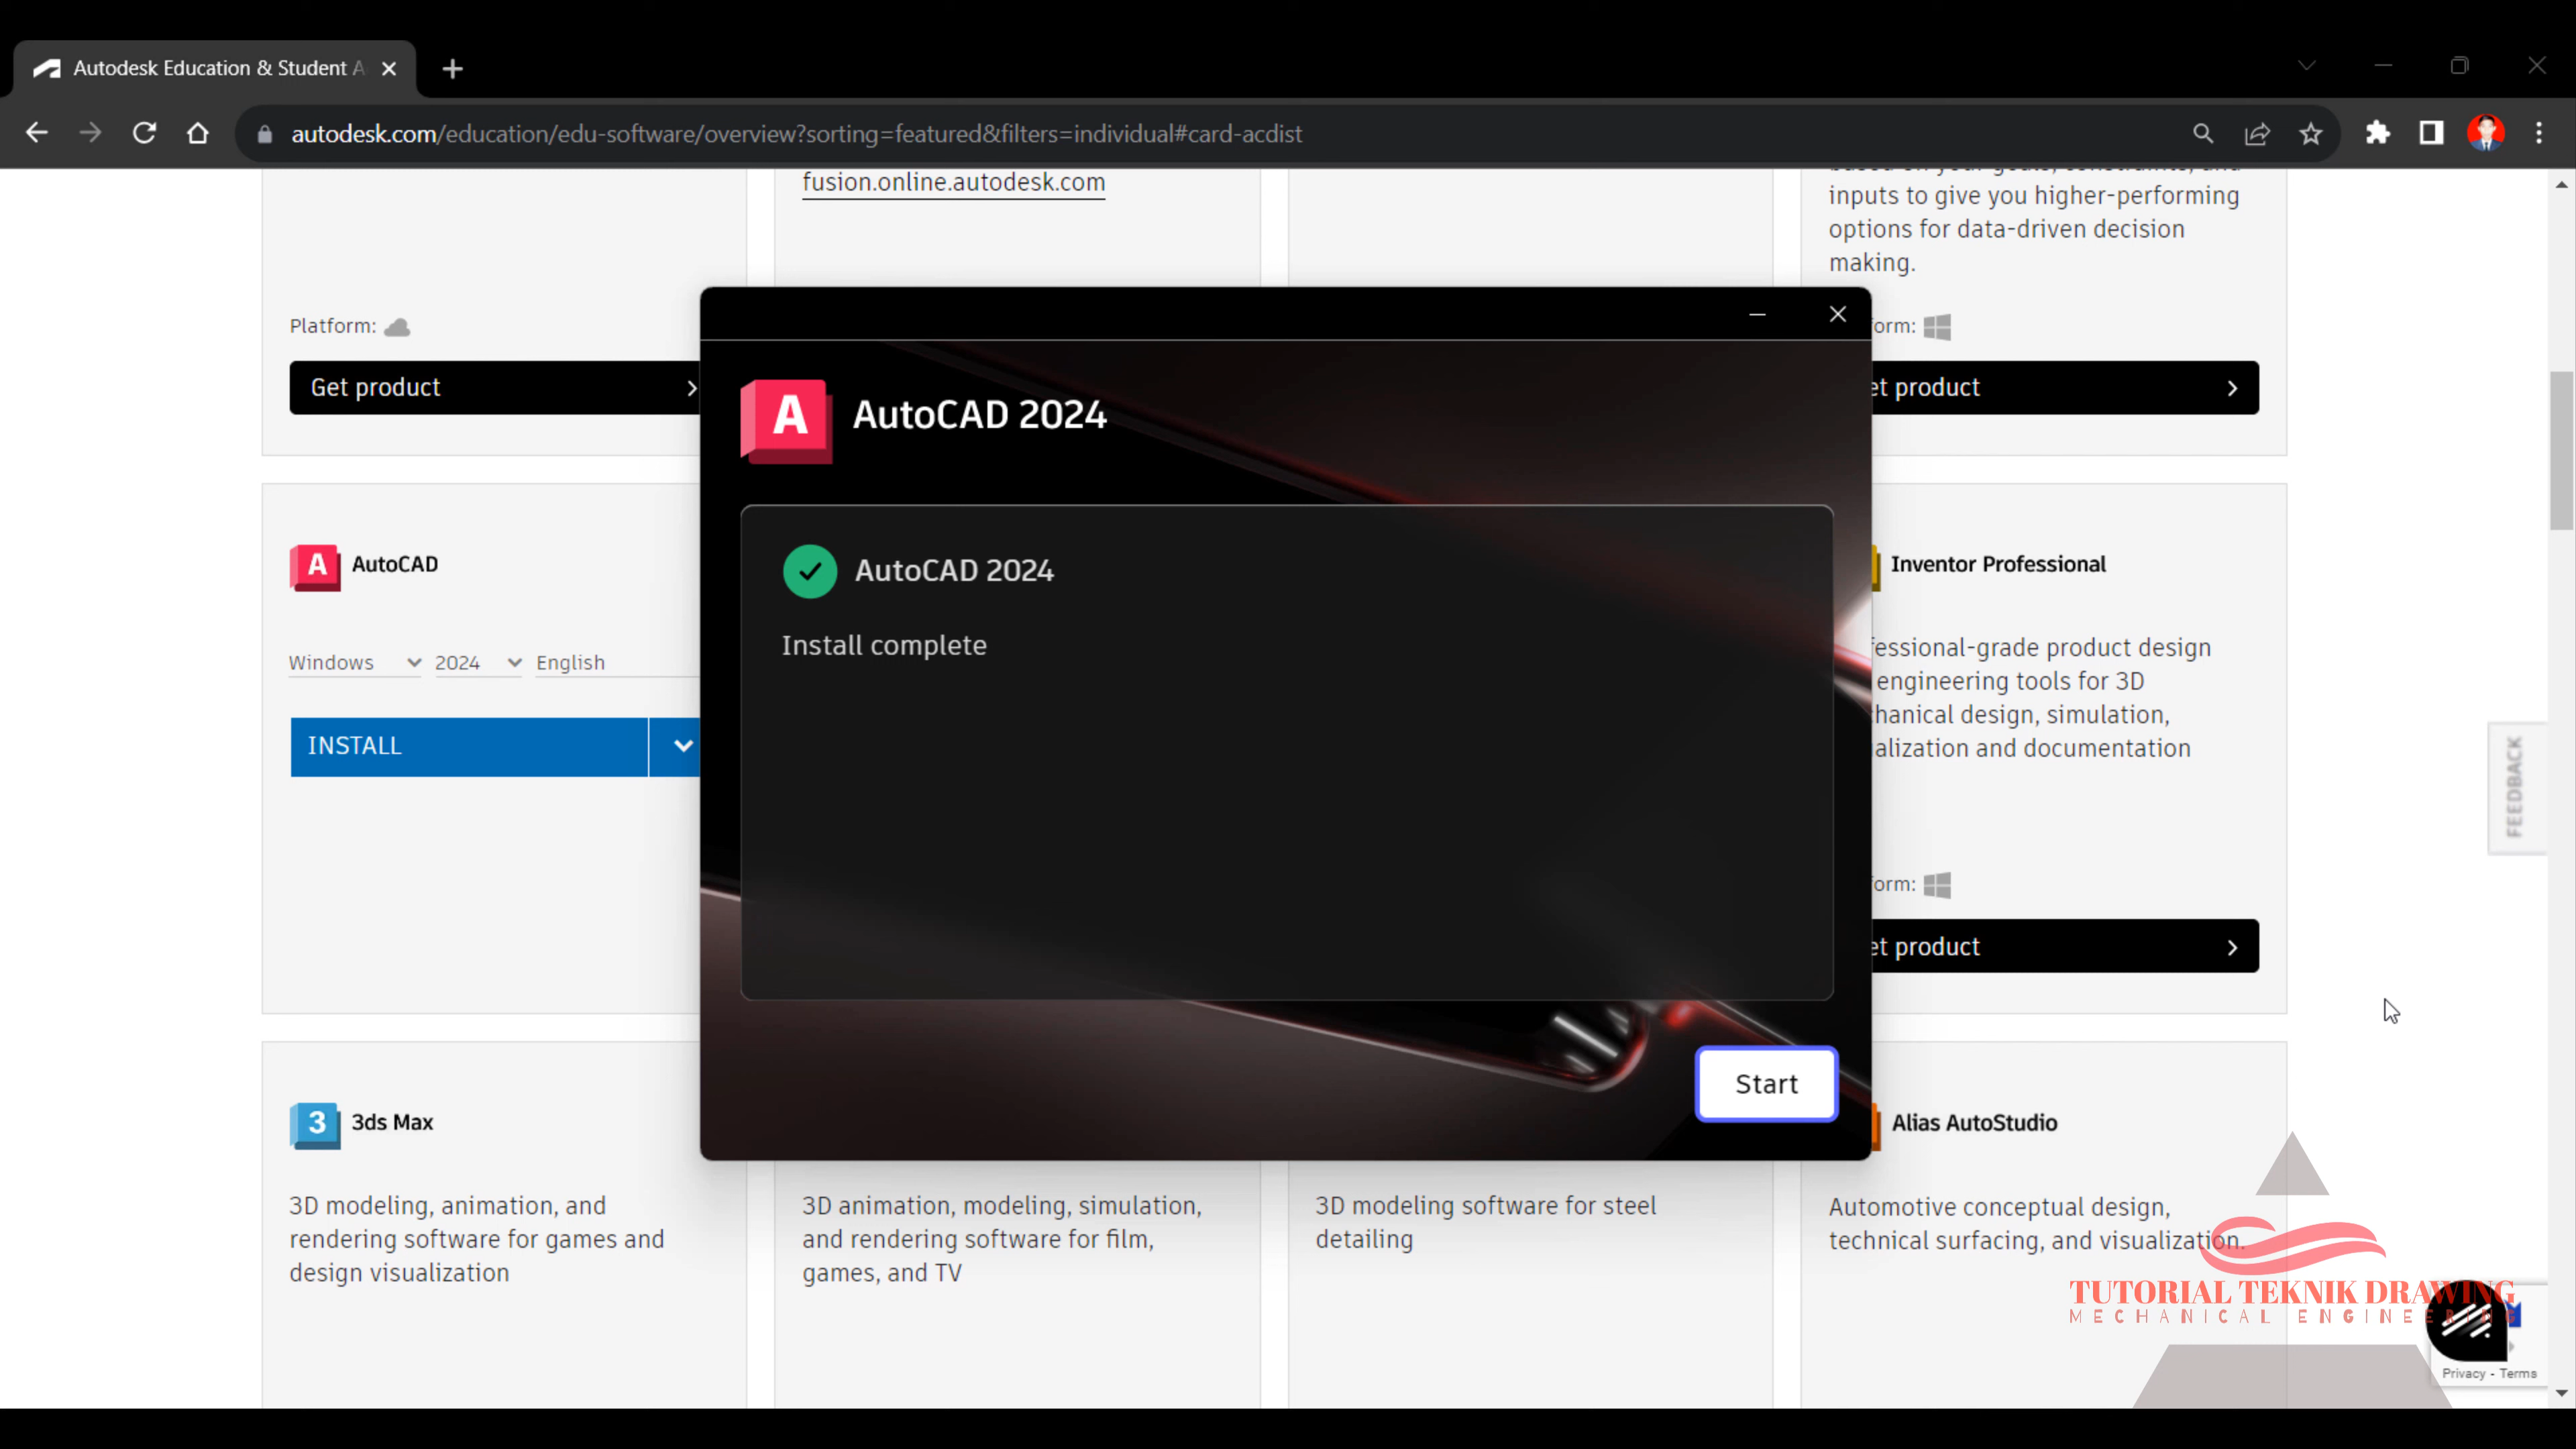 Autodesk Education & Student A
autodesk.com/education/edu-software/overview?sorting=featured&filters=individual#card-acdist
fusion.online.autodesk.com
inputs to give you higher-performing
options for data-driven decision
making.
Platform:
orm:
Get product
et product
AutoCAD 2024
AutoCAD 2024
Install complete
Start
AutoCAD
Windows 2024 English
INSTALL
Inventor Professional
fessional-grade product design
engineering tools for 3D
hanical design, simulation,
alization and documentation
orm:
et product
FEEDBACK
3ds Max
3D modeling, animation, and
rendering software for games and
design visualization
3D animation, modeling, simulation,
and rendering software for film,
games, and TV
3D modeling software for steel
detailing
Alias AutoStudio
Automotive conceptual design,
technical surfacing, and visualization.
TUTORIAL TEKNIK DRAWING
MECHANICAL ENGINEERING
Privacy - Terms